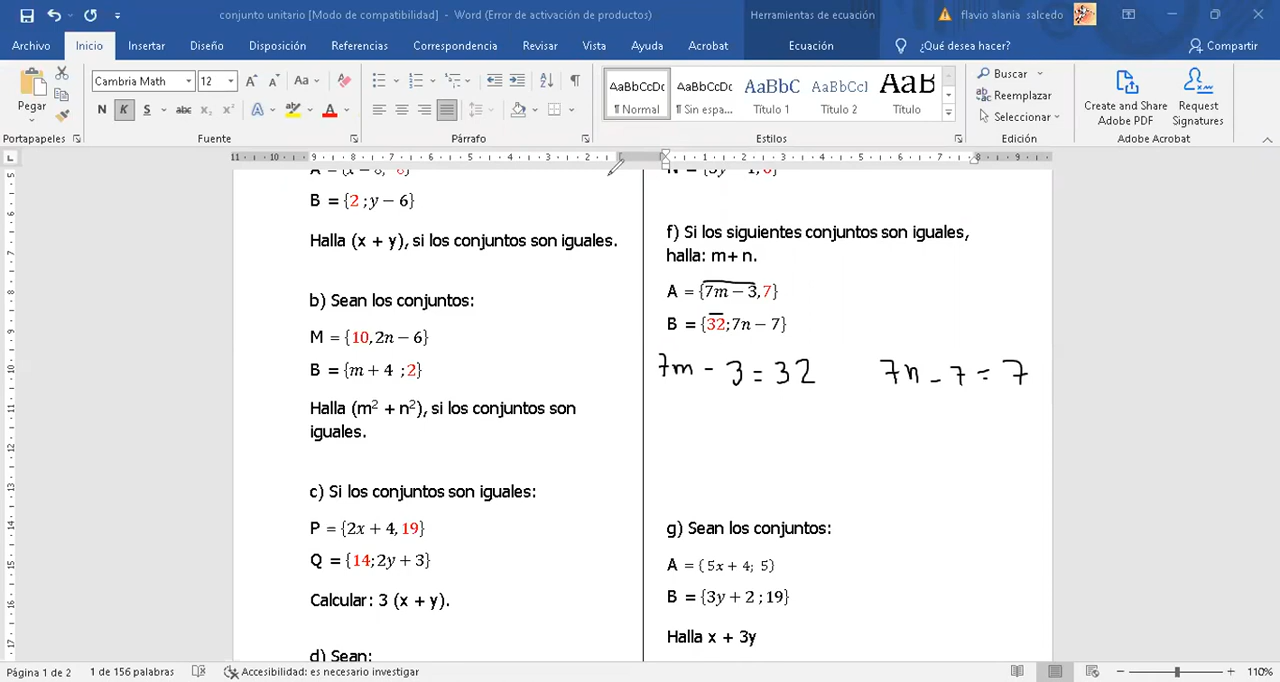 conjunto unitario [Modo de compatibilidad] - Word (Error de activación de productos)
Herramientas de ecuación
flavio alania salcedo
Archivo Inicio Insertar Diseño Disposición Referencias Correspondencia Revisar Vista Ayuda Acrobat Ecuación ¿Qué desea hacer? Compartir
Pegar
Cambria Math 12
N K S abc
AaBbCcDc AaBbCcDc AaBbC AaBbCcI AaB
¶ Normal ¶ Sin espa... Título 1 Título 2 Título
Buscar
Reemplazar
Seleccionar
Create and Share
Adobe PDF
Request
Signatures
Portapapeles Fuente Párrafo Estilos Edición Adobe Acrobat
B = {2 ; y − 6}
Halla (x + y), si los conjuntos son iguales.
b) Sean los conjuntos:
M = {10, 2n − 6}
B = {m + 4 ; 2}
Halla (m² + n²), si los conjuntos son
iguales.
c) Si los conjuntos son iguales:
P = {2x + 4, 19}
Q = {14; 2y + 3}
Calcular: 3 (x + y).
d) Sean:
f) Si los siguientes conjuntos son iguales,
halla: m+ n.
A = {7m − 3, 7}
B = {32; 7n − 7}
7m - 3 = 32 7n - 7 = 7
g) Sean los conjuntos:
A = { 5x + 4; 5}
B = {3y + 2 ; 19}
Halla x + 3y
Página 1 de 2 1 de 156 palabras Accesibilidad: es necesario investigar 110%